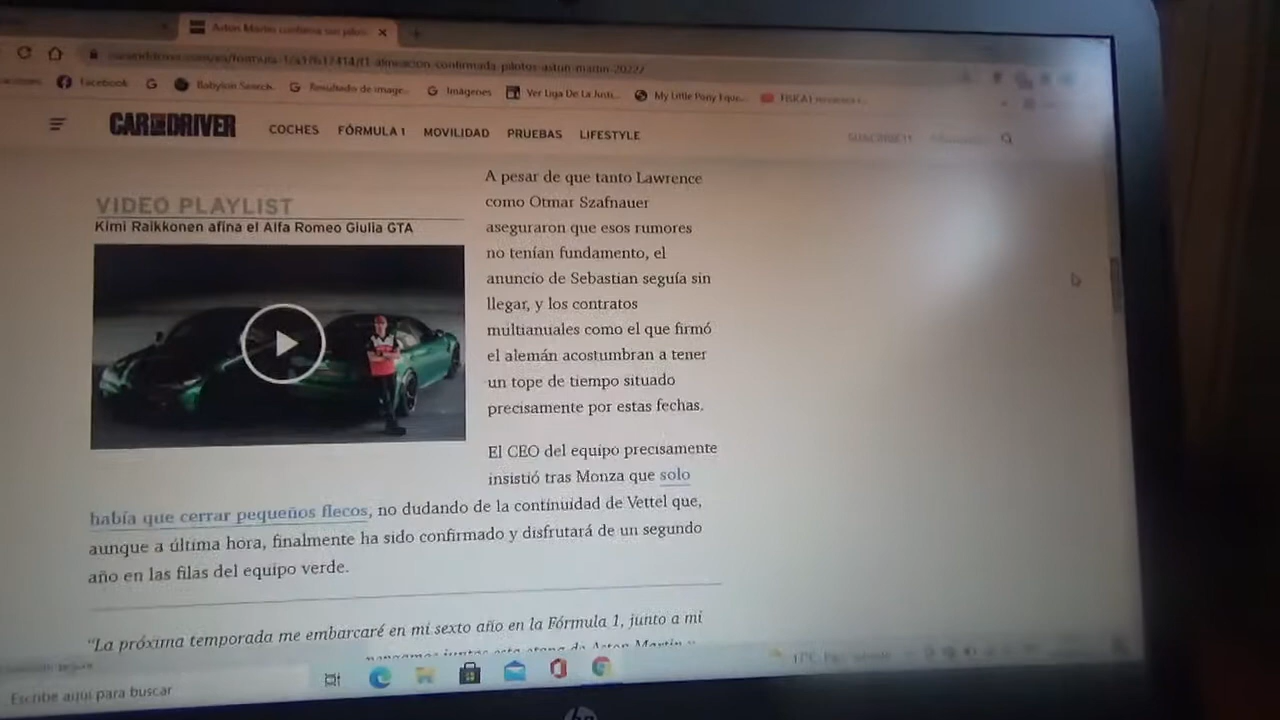 Aston Martin confirma sus pilotos
Facebook
G
Babylon Search
Resultado de image...
Imágenes
Ver Liga De La Justi...
My Little Pony Eque...
CAR AND DRIVER
COCHES
FÓRMULA 1
MOVILIDAD
PRUEBAS
LIFESTYLE
VIDEO PLAYLIST
Kimi Raikkonen afina el Alfa Romeo Giulia GTA
A pesar de que tanto Lawrence
como Otmar Szafnauer
aseguraron que esos rumores
no tenían fundamento, el
anuncio de Sebastian seguía sin
llegar, y los contratos
multianuales como el que firmó
el alemán acostumbran a tener
un tope de tiempo situado
precisamente por estas fechas.
El CEO del equipo precisamente
insistió tras Monza que solo
había que cerrar pequeños flecos, no dudando de la continuidad de Vettel que,
aunque a última hora, finalmente ha sido confirmado y disfrutará de un segundo
año en las filas del equipo verde.
“La próxima temporada me embarcaré en mi sexto año en la Fórmula 1, junto a mi
Escribe aquí para buscar
17°C
hp